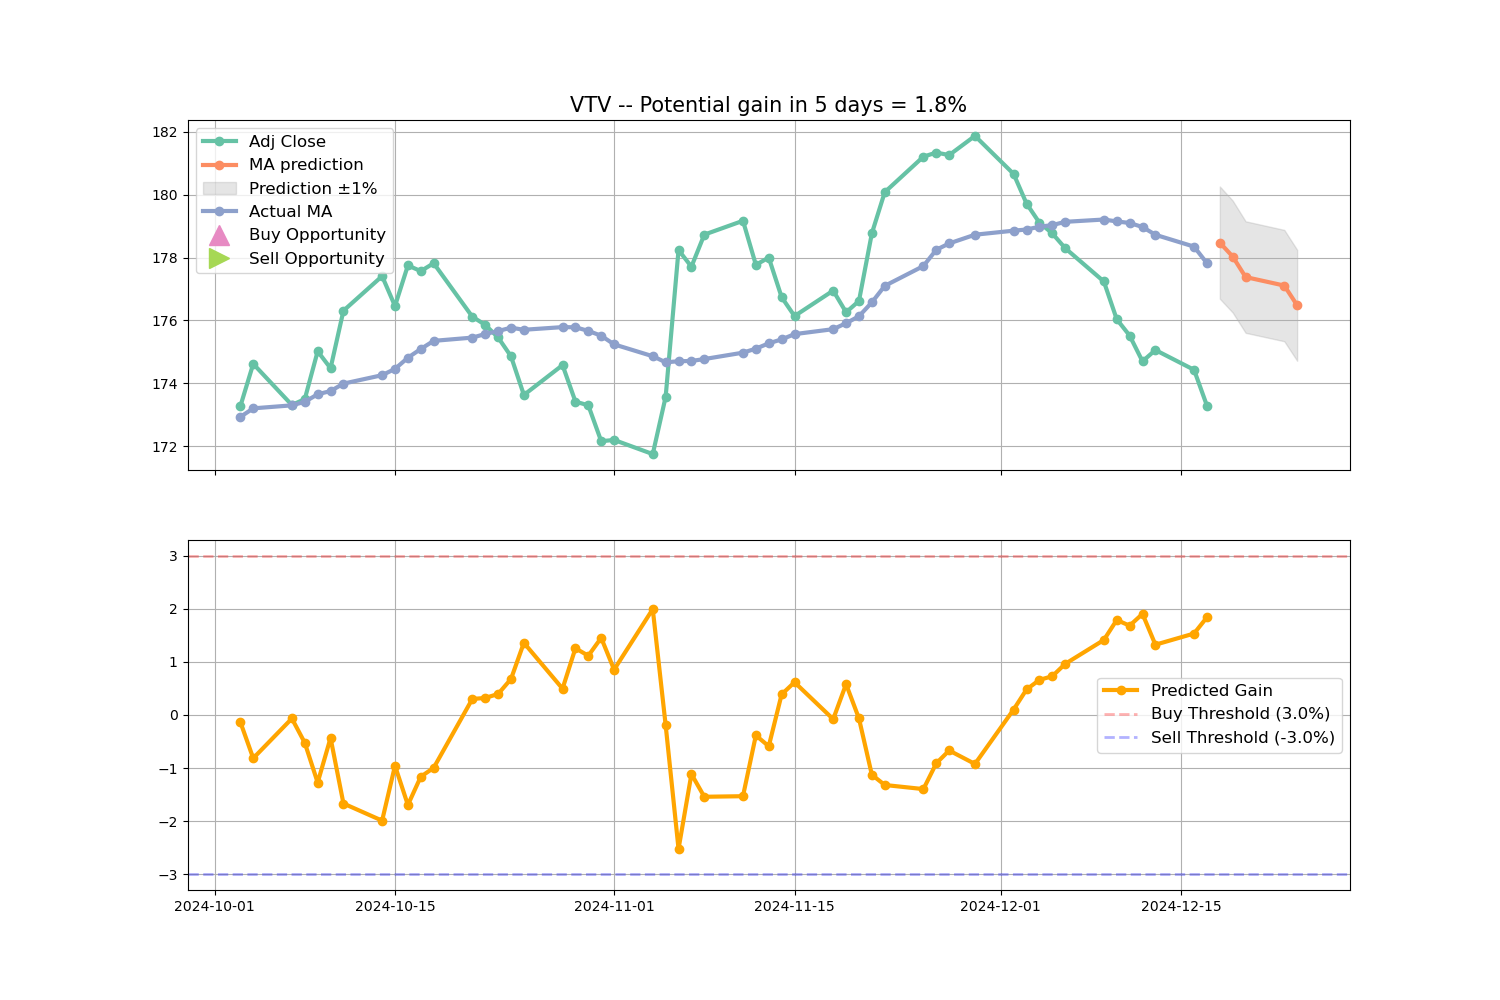 VTV -- Potential gain in 5 days = 1.8%
182
180
178
176
174
172
Adj Close
MA prediction
Prediction ±1%
Actual MA
Buy Opportunity
Sell Opportunity
3
2
1
0
−1
−2
−3
Predicted Gain
Buy Threshold (3.0%)
Sell Threshold (-3.0%)
2024-10-01
2024-10-15
2024-11-01
2024-11-15
2024-12-01
2024-12-15